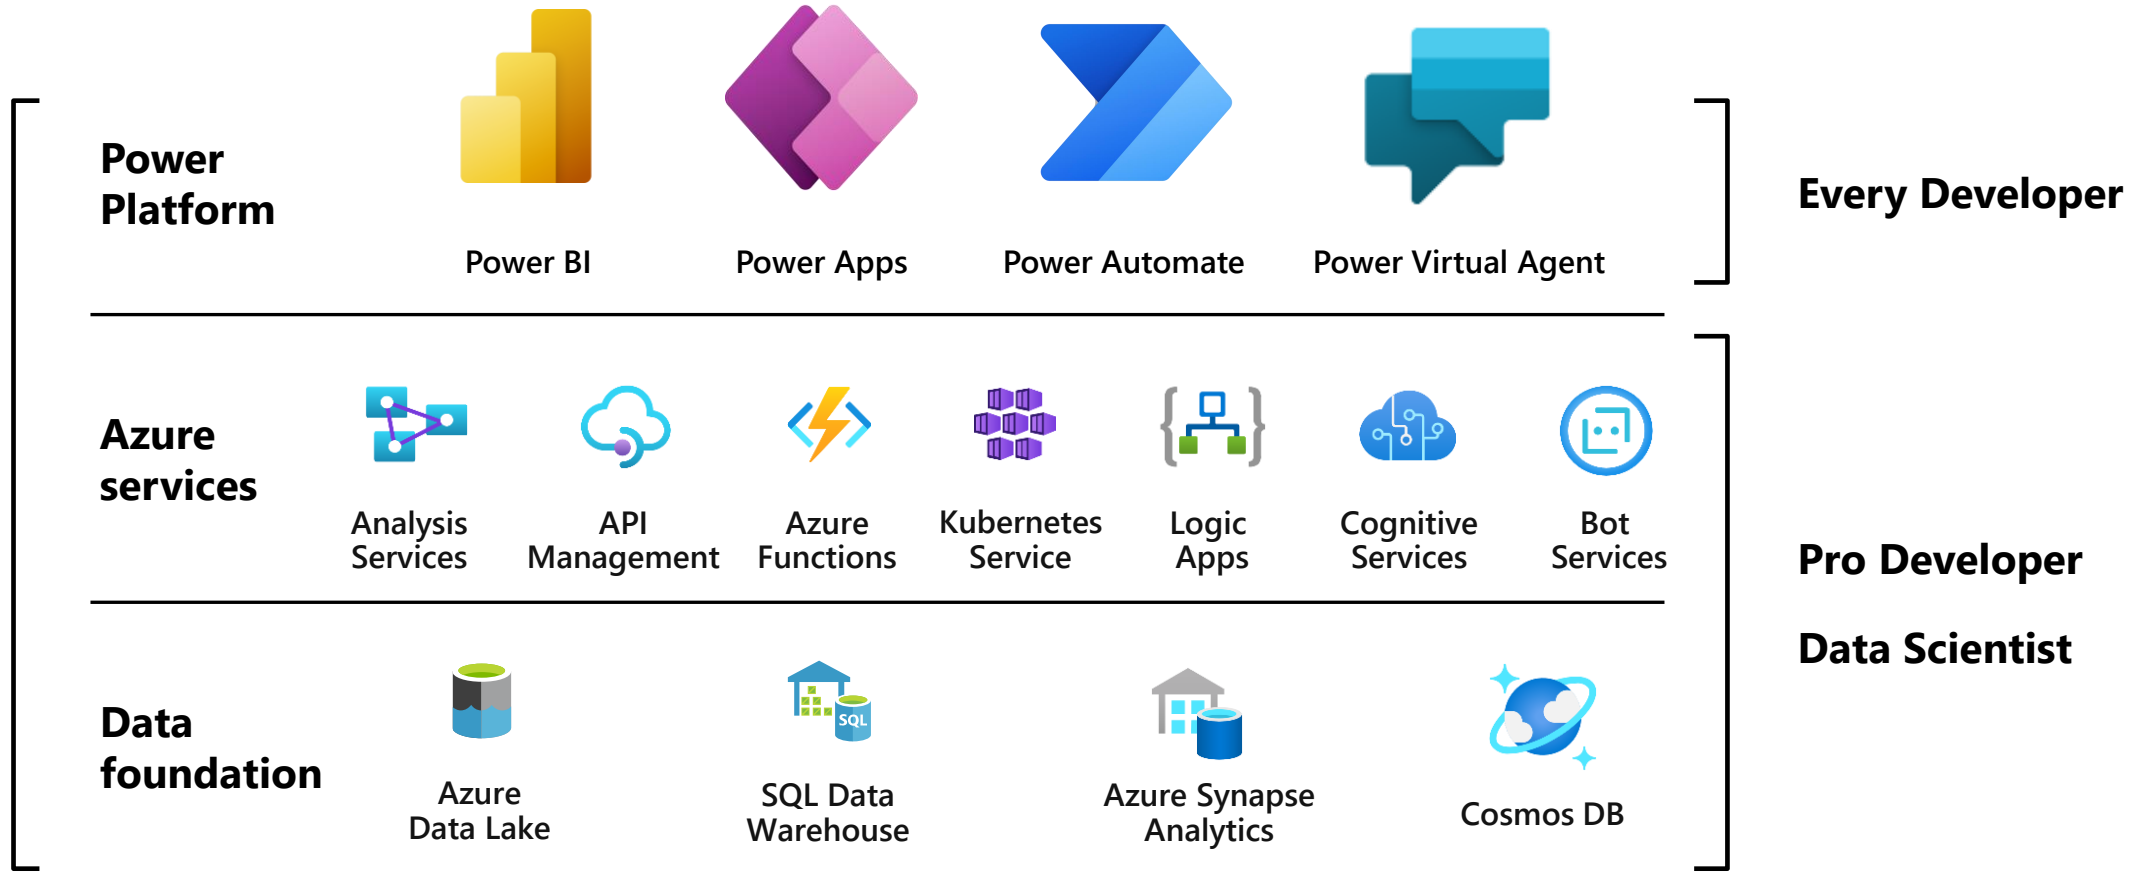 Power
Platform
Power BI
Power Apps
Power Automate
Power Virtual Agent
Every Developer
Azure
services
Analysis
Services
API
Management
Azure
Functions
Kubernetes
Service
Logic
Apps
Cognitive
Services
Bot
Services
Pro Developer
Data Scientist
Data
foundation
Azure
Data Lake
SQL
SQL Data
Warehouse
Azure Synapse
Analytics
Cosmos DB